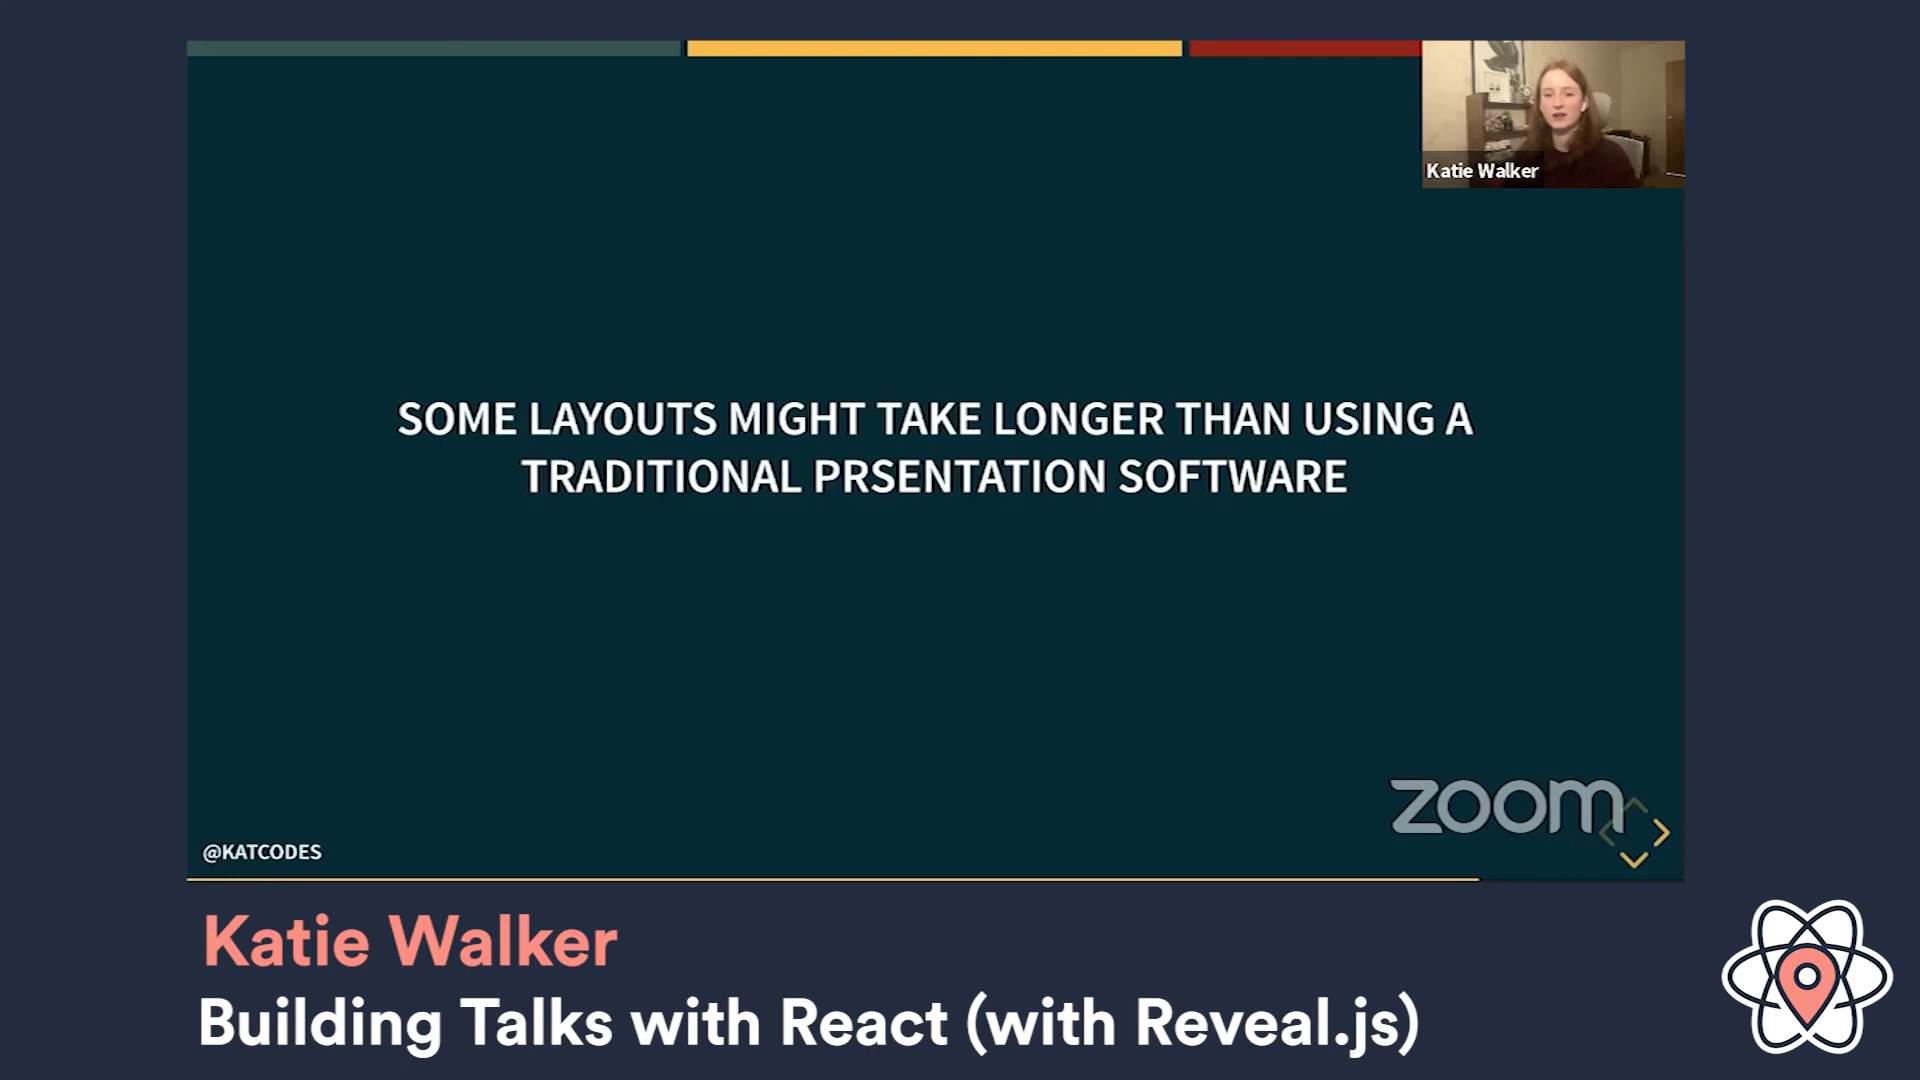 Katie Walker
SOME LAYOUTS MIGHT TAKE LONGER THAN USING A
TRADITIONAL PRSENTATION SOFTWARE
zoom
@KATCODES
Katie Walker
Building Talks with React (with Reveal.js)